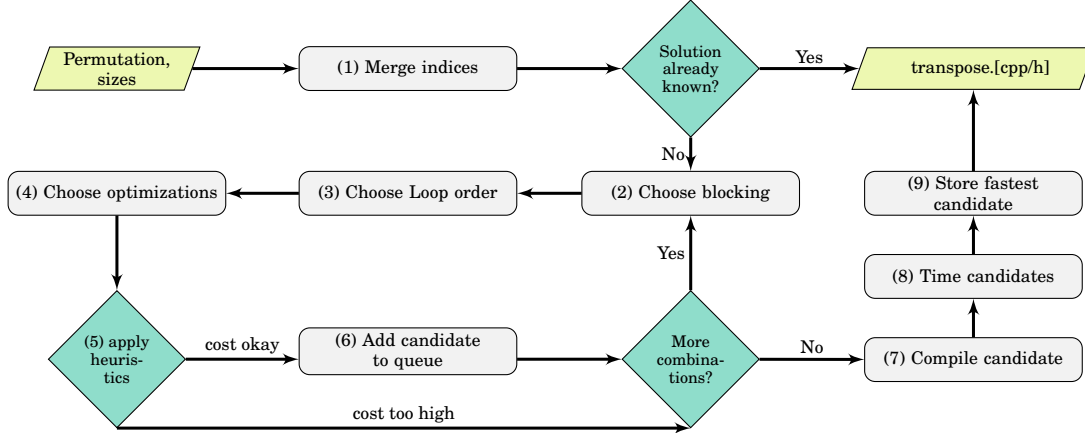 Permutation,
sizes
(1) Merge indices
Solution
already
known?
Yes
transpose.[cpp/h]
No
(4) Choose optimizations
(3) Choose Loop order
(2) Choose blocking
(9) Store fastest
candidate
Yes
(8) Time candidates
(5) apply
heuris-
tics
cost okay
(6) Add candidate
to queue
More
combina-
tions?
No
(7) Compile candidate
cost too high